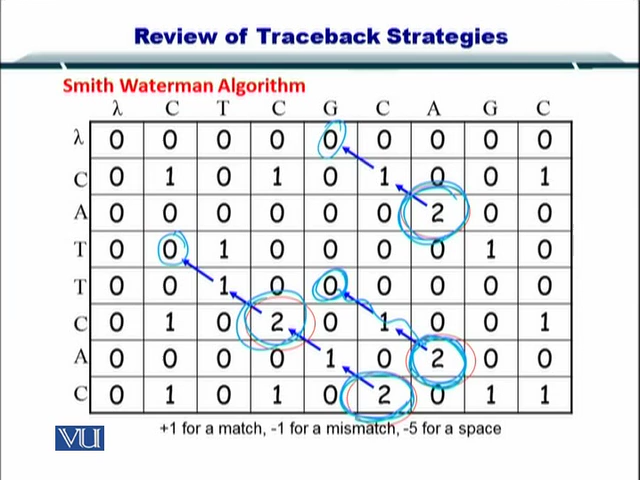 Review of Traceback Strategies
Smith Waterman Algorithm
λ C T C G C A G C
λ 0 0 0 0 0 0 0 0 0
C 0 1 0 1 0 1 0 0 1
A 0 0 0 0 0 0 2 0 0
T 0 0 1 0 0 0 0 1 0
T 0 0 1 0 0 0 0 0 0
C 0 1 0 2 0 1 0 0 1
A 0 0 0 0 1 0 2 0 0
C 0 1 0 1 0 2 0 1 1
+1 for a match, -1 for a mismatch, -5 for a space
VU